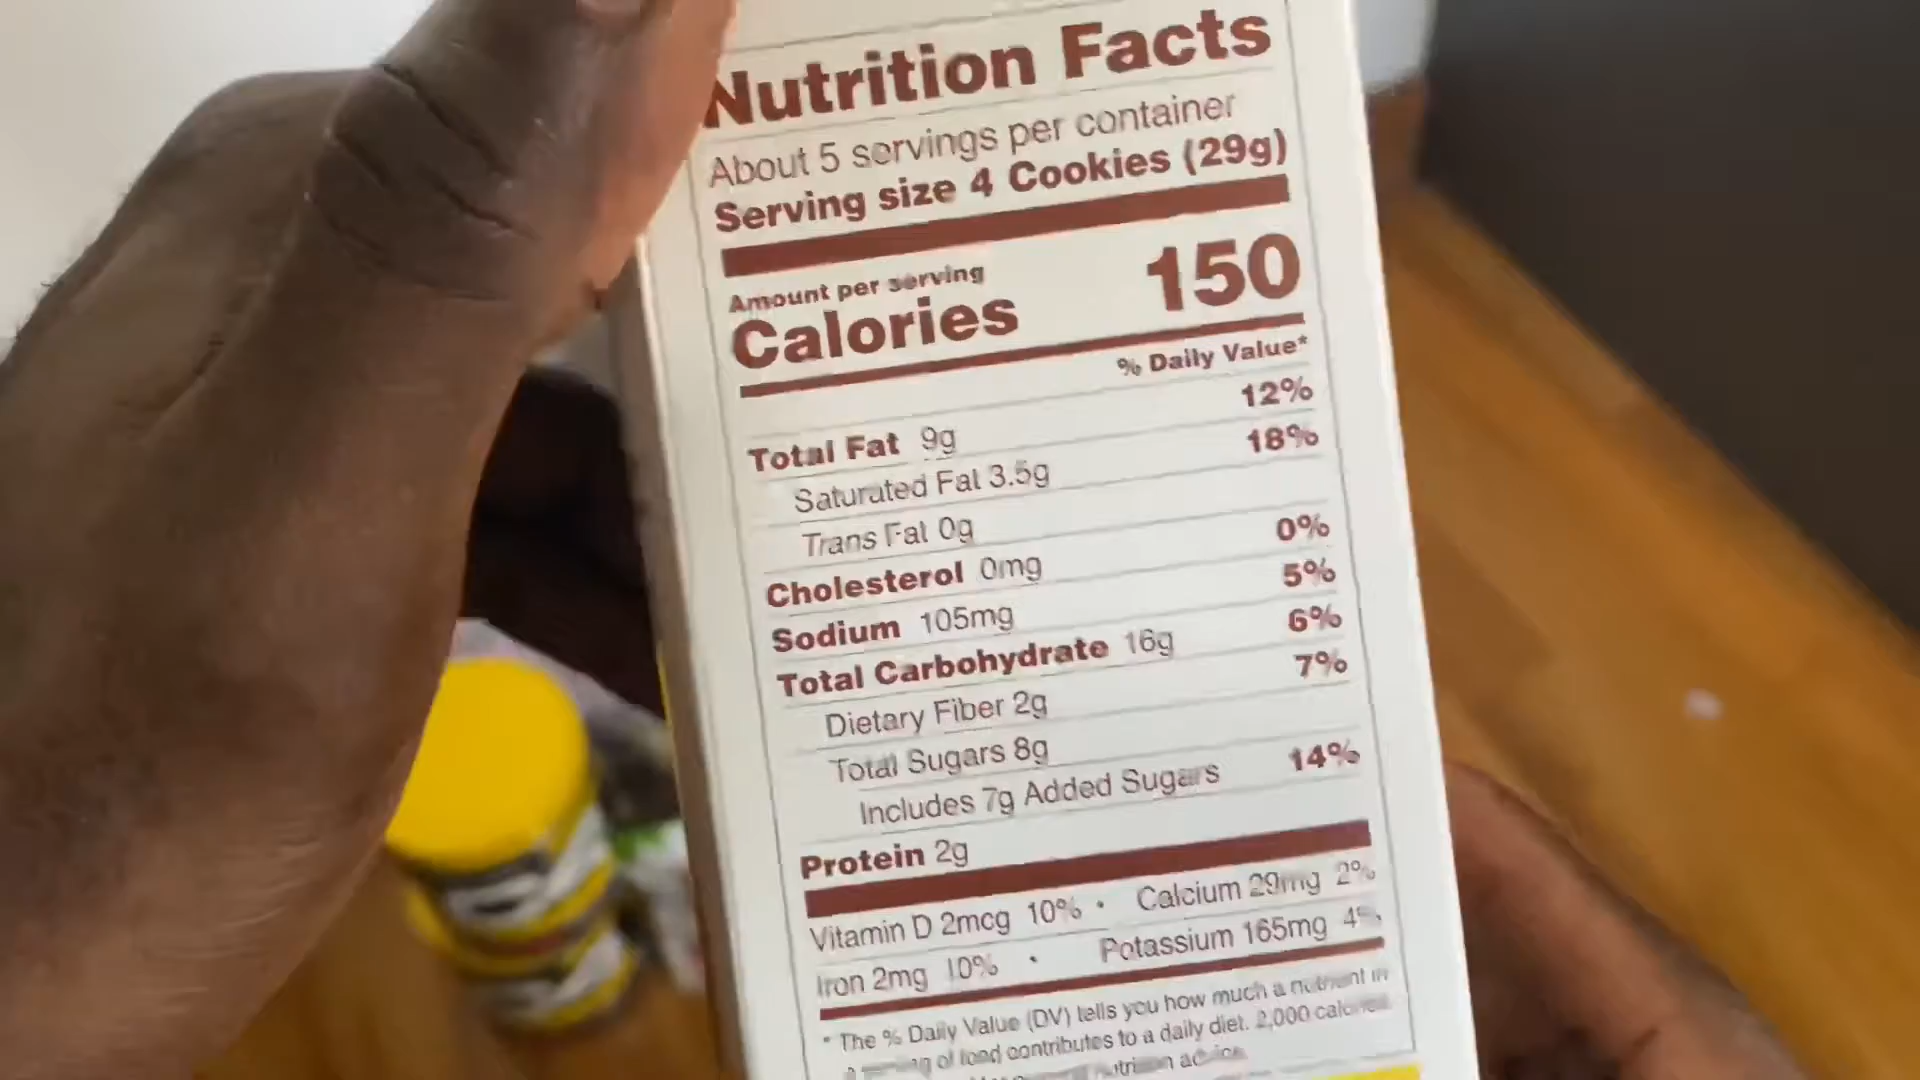 Nutrition Facts
About 5 servings per container
Serving size 4 Cookies (29g)
Amount per serving
Calories 150
% Daily Value*
Total Fat 9g 12%
Saturated Fat 3.5g 18%
Trans Fat 0g
Cholesterol 0mg 0%
Sodium 105mg 5%
Total Carbohydrate 16g 6%
Dietary Fiber 2g 7%
Total Sugars 8g
Includes 7g Added Sugars 14%
Protein 2g
Vitamin D 2mcg 10% • Calcium 29mg 2%
Iron 2mg 10% • Potassium 165mg 4%
* The % Daily Value (DV) tells you how much a nutrient in
of food contributes to a daily diet. 2,000 calories
nutrition advice